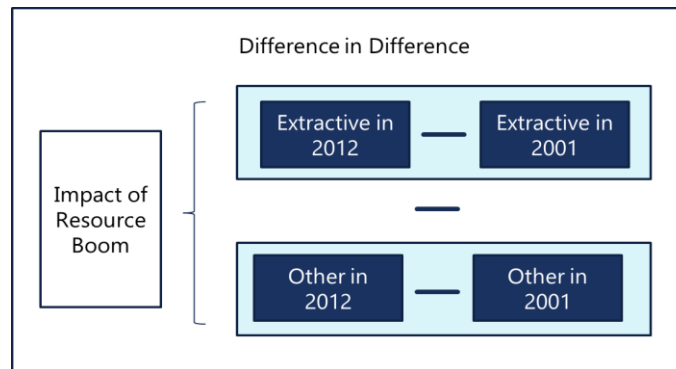 Difference in Difference
Impact of
Resource
Boom
Extractive in
2012
Extractive in
2001
Other in
2012
Other in
2001